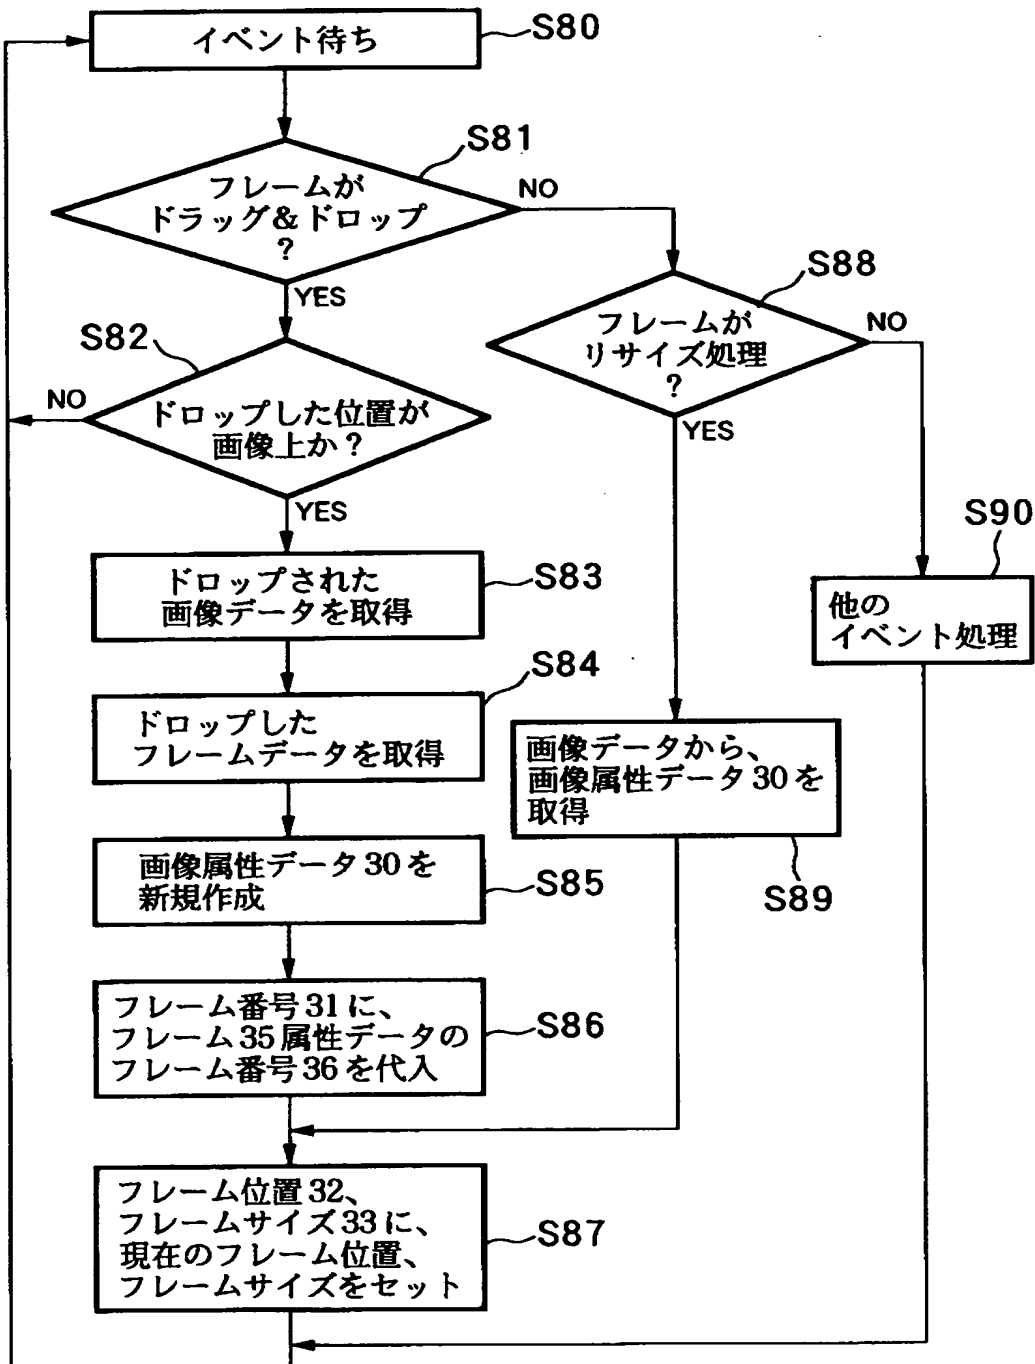 イベント待ち
S80
フレームが
ドラッグ&ドロップ
?
S81
NO
YES
ドロップした位置が
画像上か?
S82
NO
YES
ドロップされた
画像データを取得
S83
ドロップした
フレームデータを取得
S84
画像属性データ30を
新規作成
S85
フレーム番号31に、
フレーム35属性データの
フレーム番号36を代入
S86
フレーム位置32、
フレームサイズ33に、
現在のフレーム位置、
フレームサイズをセット
S87
フレームが
リサイズ処理
?
S88
NO
YES
画像データから、
画像属性データ30を
取得
S89
他の
イベント処理
S90